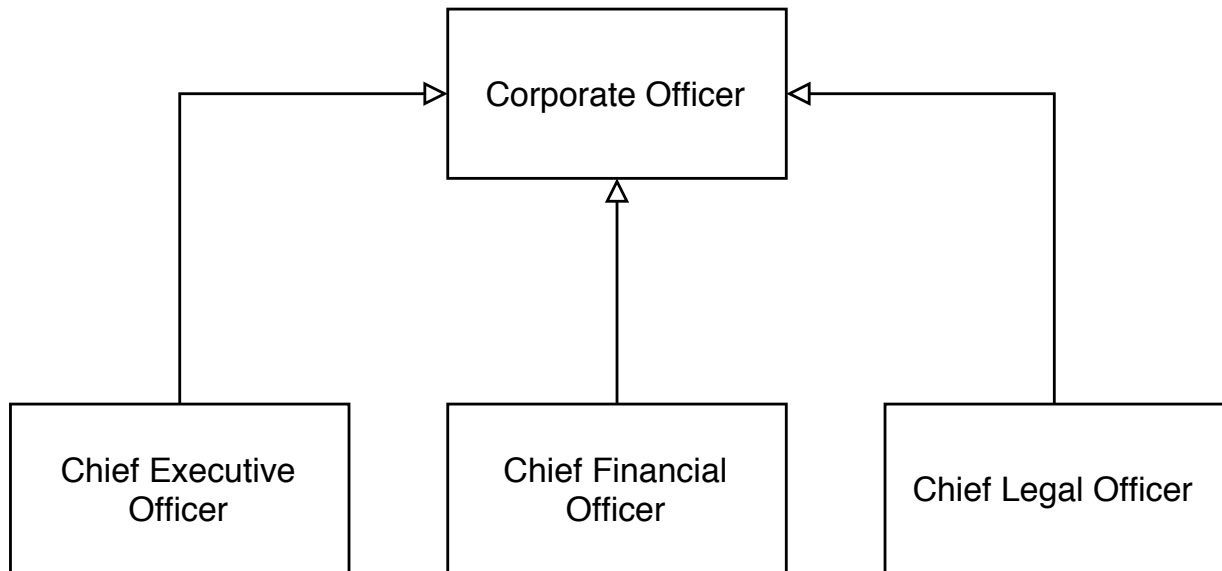 Corporate Officer
Chief Executive
Officer
Chief Financial
Officer
Chief Legal Officer